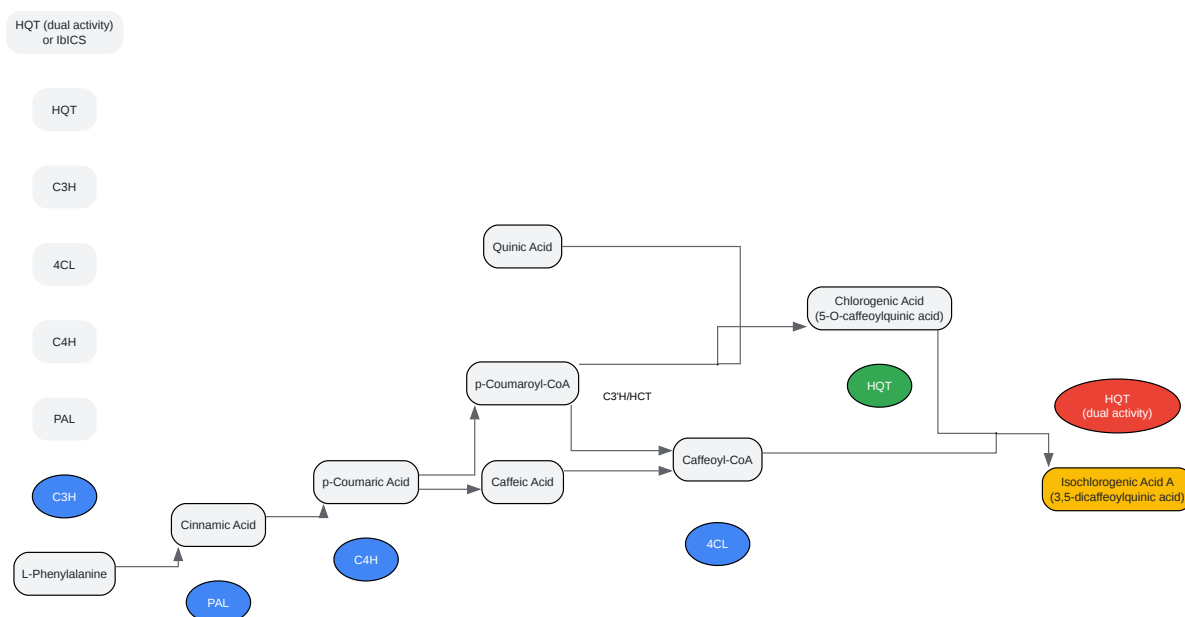 HQT (dual activity)
or IbICS
HQT
C3H
4CL
C4H
PAL
C3H
L-Phenylalanine
Cinnamic Acid
PAL
p-Coumaric Acid
C4H
Quinic Acid
p-Coumaroyl-CoA
C3'H/HCT
Caffeic Acid
Caffeoyl-CoA
4CL
Chlorogenic Acid
(5-O-caffeoylquinic acid)
HQT
HQT
(dual activity)
Isochlorogenic Acid A
(3,5-dicaffeoylquinic acid)